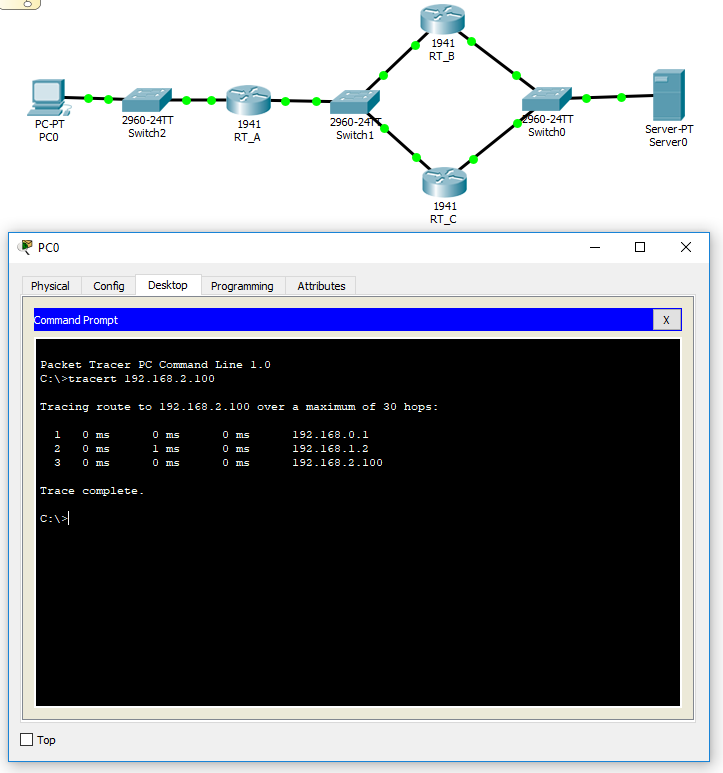 1941
RT_B
PC-PT
PC0
2960-24TT
Switch2
1941
RT_A
2960-24TT
Switch1
2960-24TT
Switch0
Server-PT
Server0
1941
RT_C
PC0
Physical Config Desktop Programming Attributes
Command Prompt X
Packet Tracer PC Command Line 1.0
C:\>tracert 192.168.2.100
Tracing route to 192.168.2.100 over a maximum of 30 hops:
1 0 ms 0 ms 0 ms 192.168.0.1
2 0 ms 1 ms 0 ms 192.168.1.2
3 0 ms 0 ms 0 ms 192.168.2.100
Trace complete.
C:\>
Top